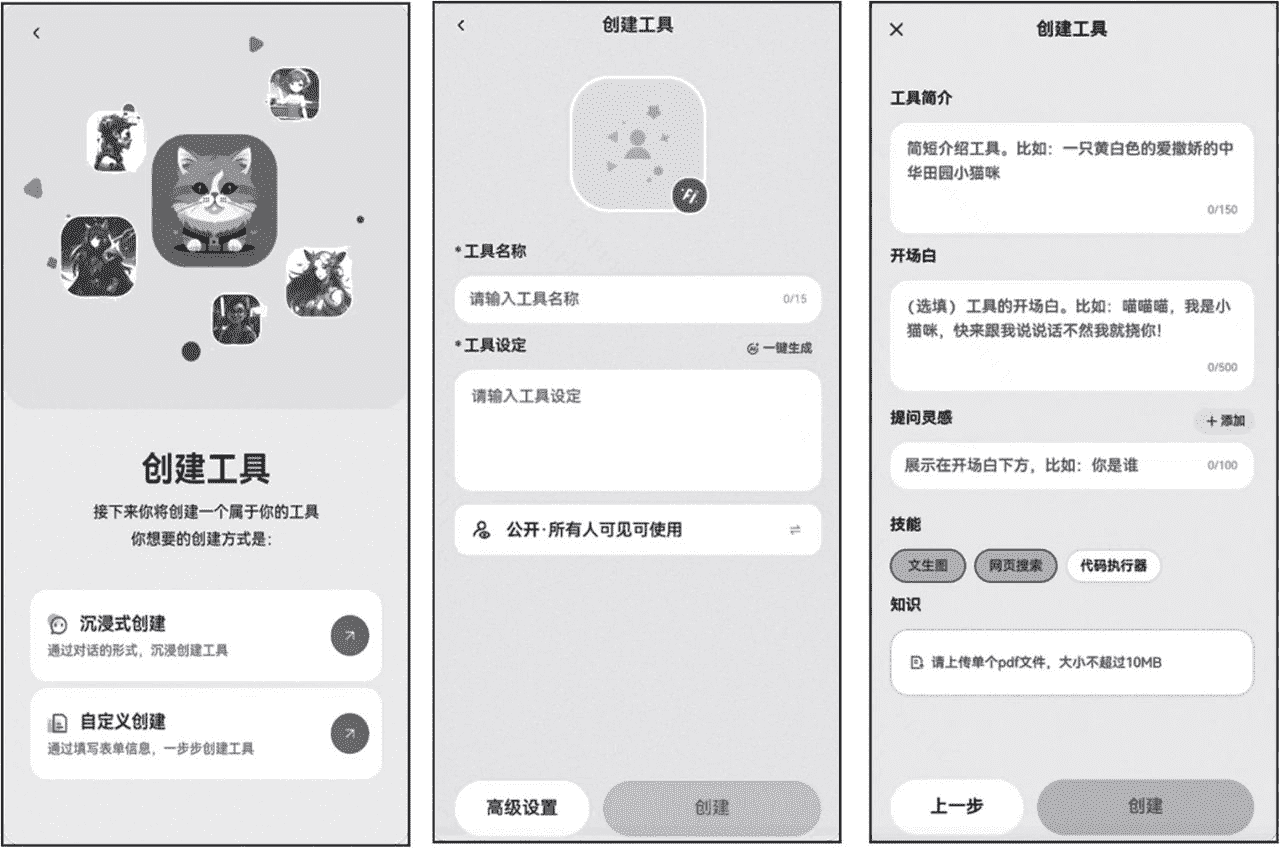 创建工具
接下来你将创建一个属于你的工具
你想要的创建方式是：
沉浸式创建
通过对话的形式，沉浸创建工具
自定义创建
通过填写表单信息，一步步创建工具
创建工具
*工具名称
请输入工具名称 0/15
*工具设定 一键生成
请输入工具设定
公开·所有人可见可使用
高级设置 创建
创建工具
工具简介
简短介绍工具。比如：一只黄白色的爱撒娇的中
华田园小猫咪
0/150
开场白
（选填）工具的开场白。比如：喵喵喵，我是小
猫咪，快来跟我说说话不然我就挠你！
0/500
提问灵感 +添加
展示在开场白下方，比如：你是谁 0/100
技能
文生图 网页搜索 代码执行器
知识
请上传单个pdf文件，大小不超过10MB
上一步 创建